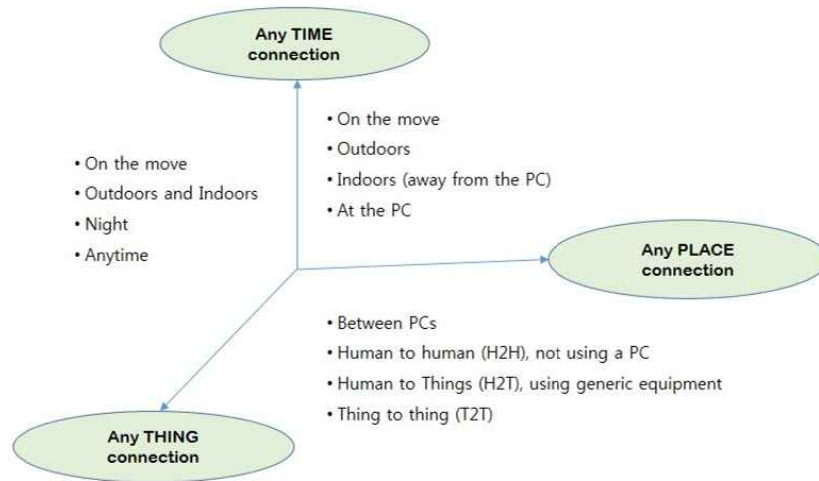 Any TIME
connection
• On the move
• Outdoors and Indoors
• Night
• Anytime
• On the move
• Outdoors
• Indoors (away from the PC)
• At the PC
Any PLACE
connection
• Between PCs
• Human to human (H2H), not using a PC
• Human to Things (H2T), using generic equipment
• Thing to thing (T2T)
Any THING
connection